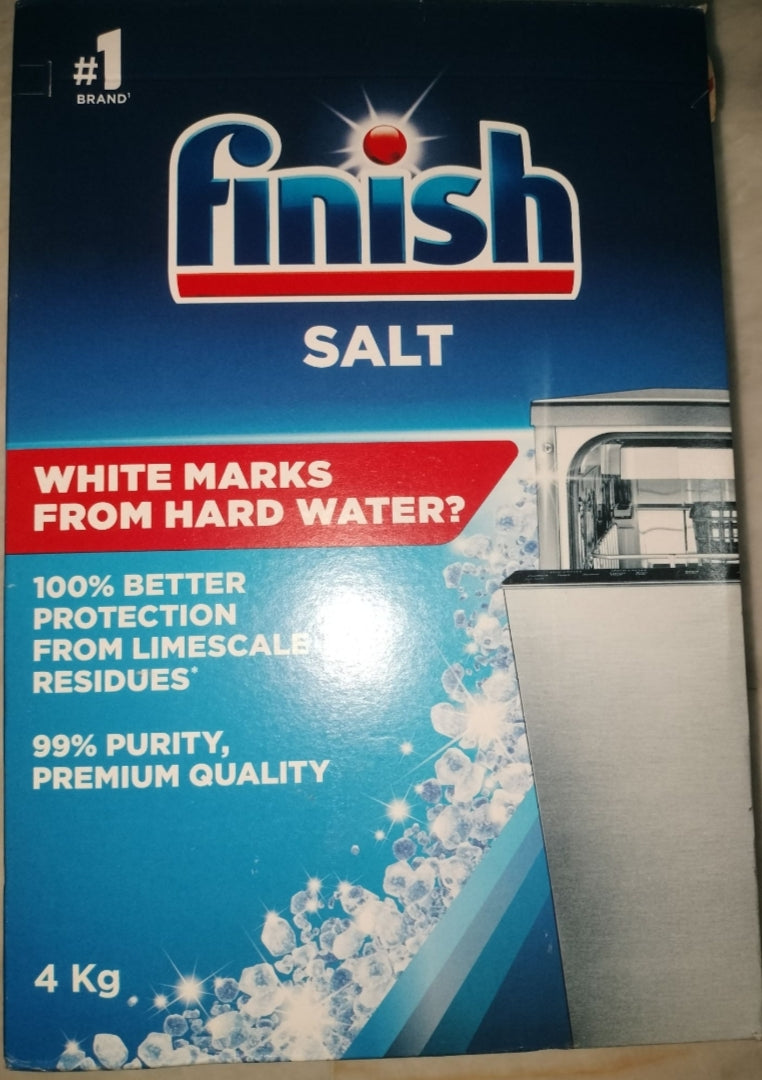 #1
BRAND¹
finish
SALT
WHITE MARKS
FROM HARD WATER?
100% BETTER
PROTECTION
FROM LIMESCALE
RESIDUES*
99% PURITY,
PREMIUM QUALITY
4 Kg